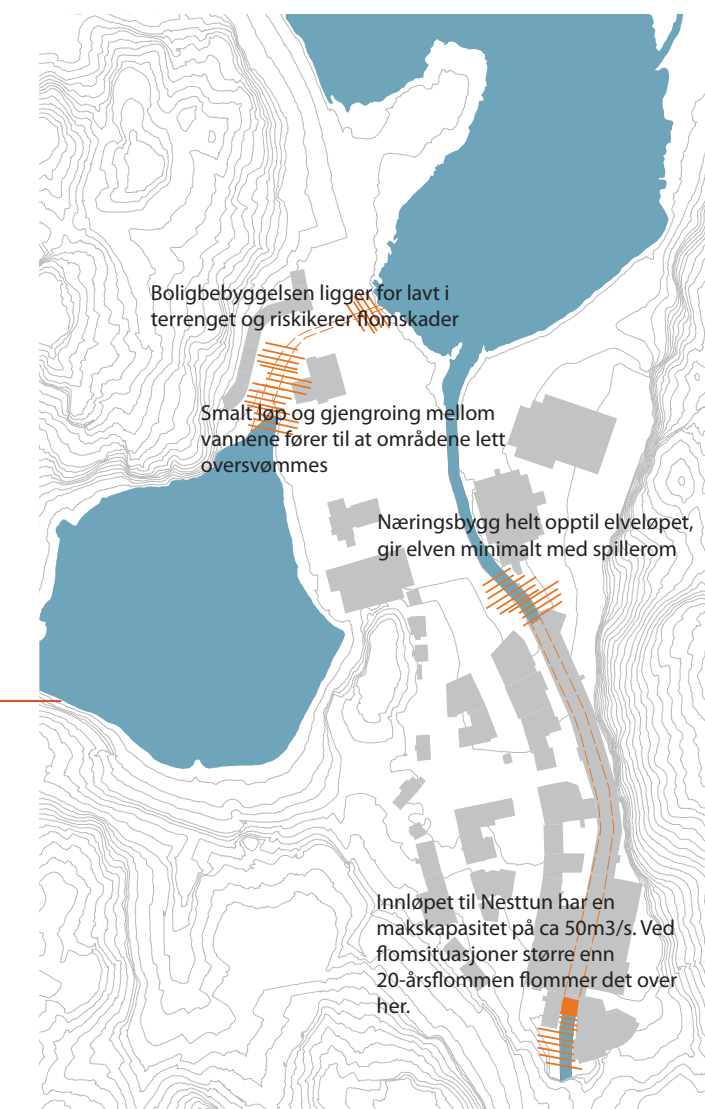 Boligbebyggelsen ligger for lavt i
terrenget og riskikerer flomskader
Smalt løp og gjengroing mellom
vannene fører til at områdene lett
oversvømmes
Næringsbygg helt opptil elveløpet,
gir elven minimalt med spillerom
Innløpet til Nesttun har en
makskapasitet på ca 50m3/s. Ved
flomsituasjoner større enn
20-årsflommen flommer det over
her.